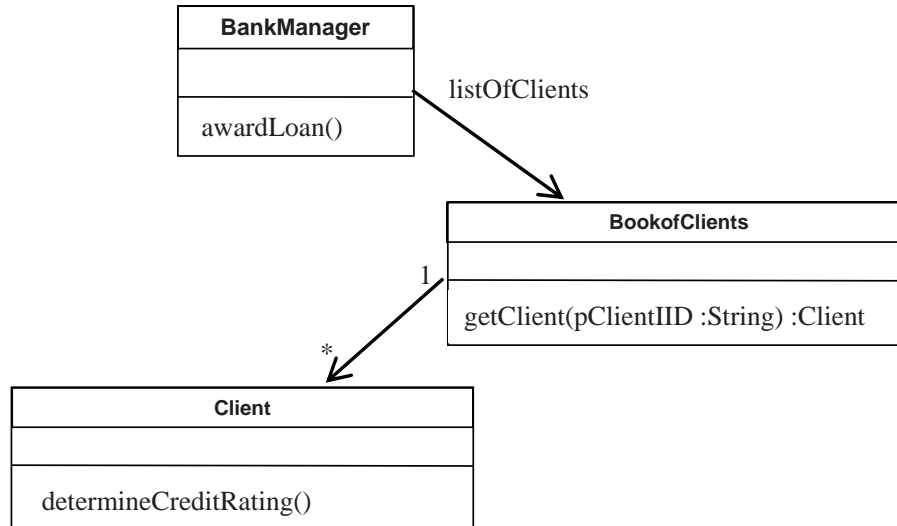 BankManager
awardLoan()
listOfClients
BookofClients
getClient(pClientIID :String) :Client
1
*
Client
determineCreditRating()